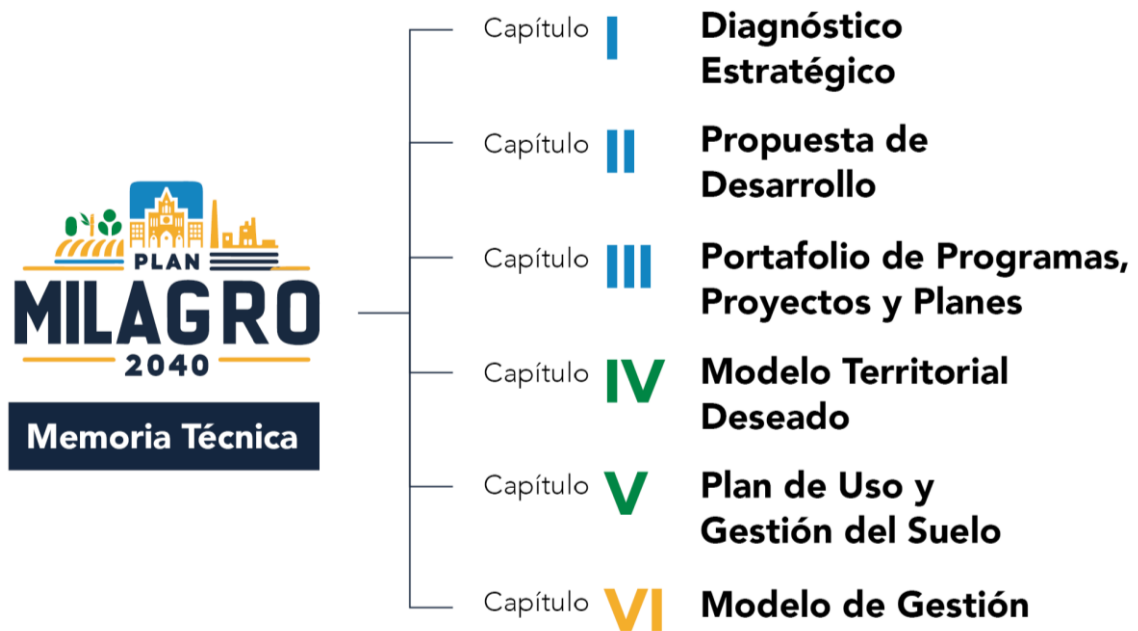 PLAN
MILAGRO
2040
Memoria Técnica
Capítulo I Diagnóstico
Estratégico
Capítulo II Propuesta de
Desarrollo
Capítulo III Portafolio de Programas,
Proyectos y Planes
Capítulo IV Modelo Territorial
Deseado
Capítulo V Plan de Uso y
Gestión del Suelo
Capítulo VI Modelo de Gestión